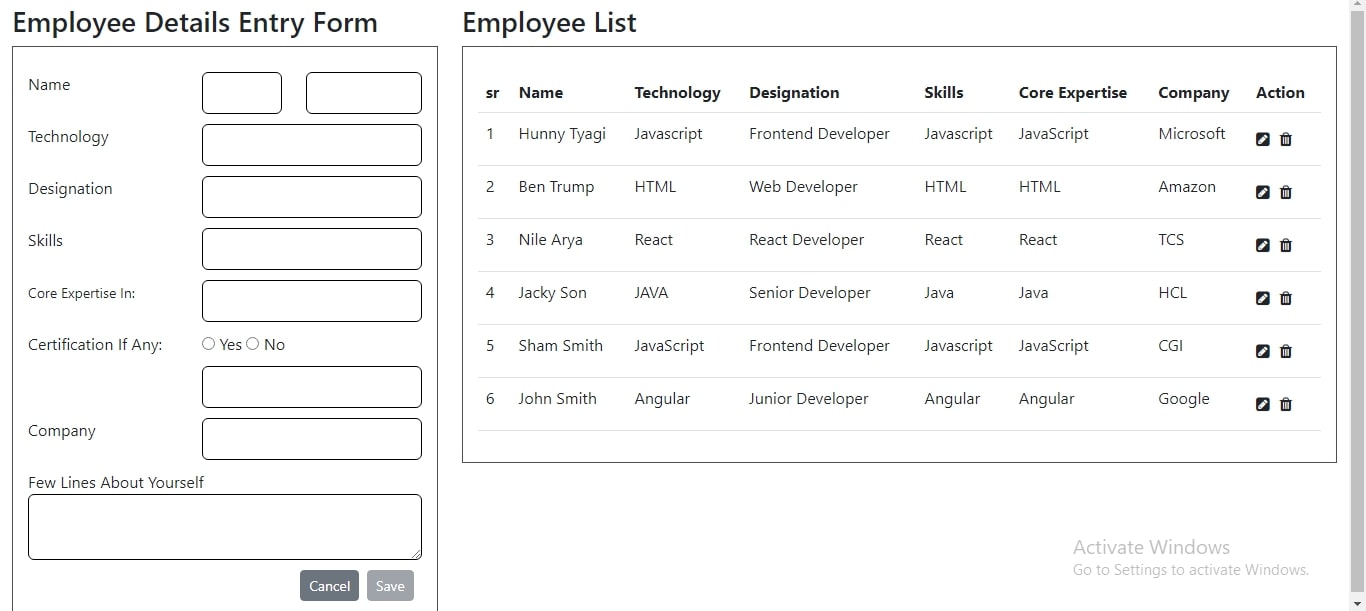 Employee Details Entry Form
Name
Technology
Designation
Skills
Core Expertise In:
Certification If Any:
Yes No
Company
Few Lines About Yourself
Cancel Save
Employee List
sr Name Technology Designation Skills Core Expertise Company Action
1 Hunny Tyagi Javascript Frontend Developer Javascript JavaScript Microsoft
2 Ben Trump HTML Web Developer HTML HTML Amazon
3 Nile Arya React React Developer React React TCS
4 Jacky Son JAVA Senior Developer Java Java HCL
5 Sham Smith JavaScript Frontend Developer Javascript JavaScript CGI
6 John Smith Angular Junior Developer Angular Angular Google
Activate Windows
Go to Settings to activate Windows.